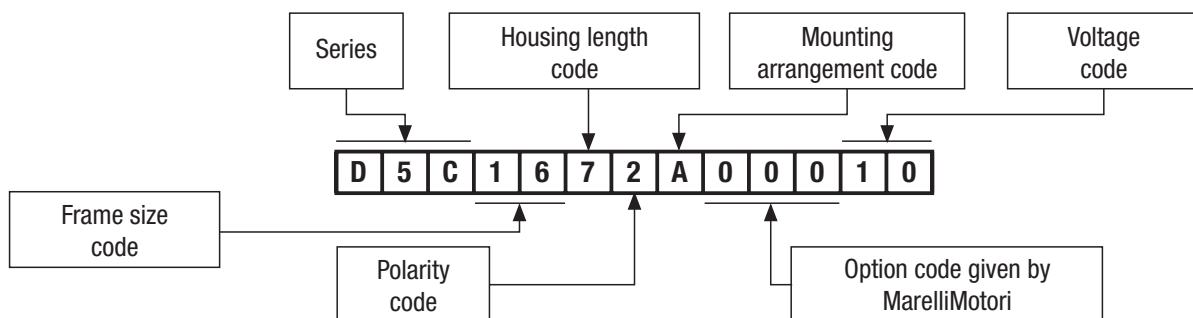 Series
Housing length
code
Mounting
arrangement code
Voltage
code
D 5 C 1 6 7 2 A 0 0 0 1 0
Frame size
code
Polarity
code
Option code given by
MarelliMotori